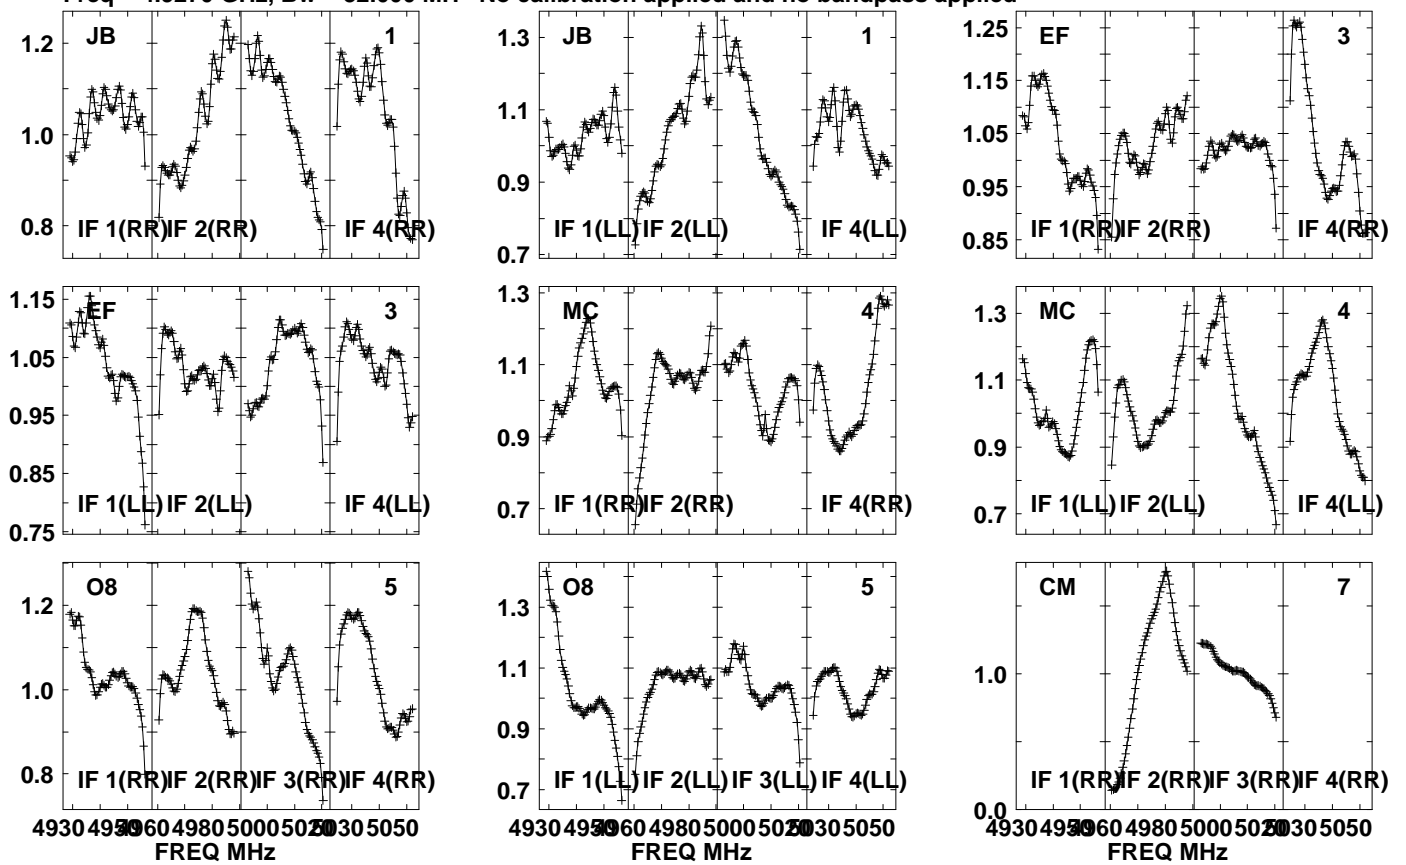 JB 1 JB 1 EF 3
1.2 1.3 1.25
1.15
1.0 1.1 1.05
0.9 0.95
0.8 0.7 0.85
IF 1(RR) IF 2(RR) IF 4(RR) IF 1(LL) IF 2(LL) IF 4(LL) IF 1(RR) IF 2(RR) IF 4(RR)
EF 3 MC 4 MC 4
1.15 1.3 1.3
1.05 1.1 1.1
0.95 0.9 0.9
0.85
0.75 0.7 0.7
IF 1(LL) IF 2(LL) IF 4(LL) IF 1(RR) IF 2(RR) IF 4(RR) IF 1(LL) IF 2(LL) IF 4(LL)
O8 5 O8 5 CM 7
1.2 1.3
1.1 1.0
1.0 0.9
0.8 0.7 0.0
IF 1(RR) IF 2(RR) IF 3(RR) IF 4(RR) IF 1(LL) IF 2(LL) IF 3(LL) IF 4(LL) IF 1(RR) IF 2(RR) IF 3(RR) IF 4(RR)
4930 4960 4980 5000 5050 4930 4960 4980 5000 5050 4930 4960 4980 5000 5050
FREQ MHz FREQ MHz FREQ MHz